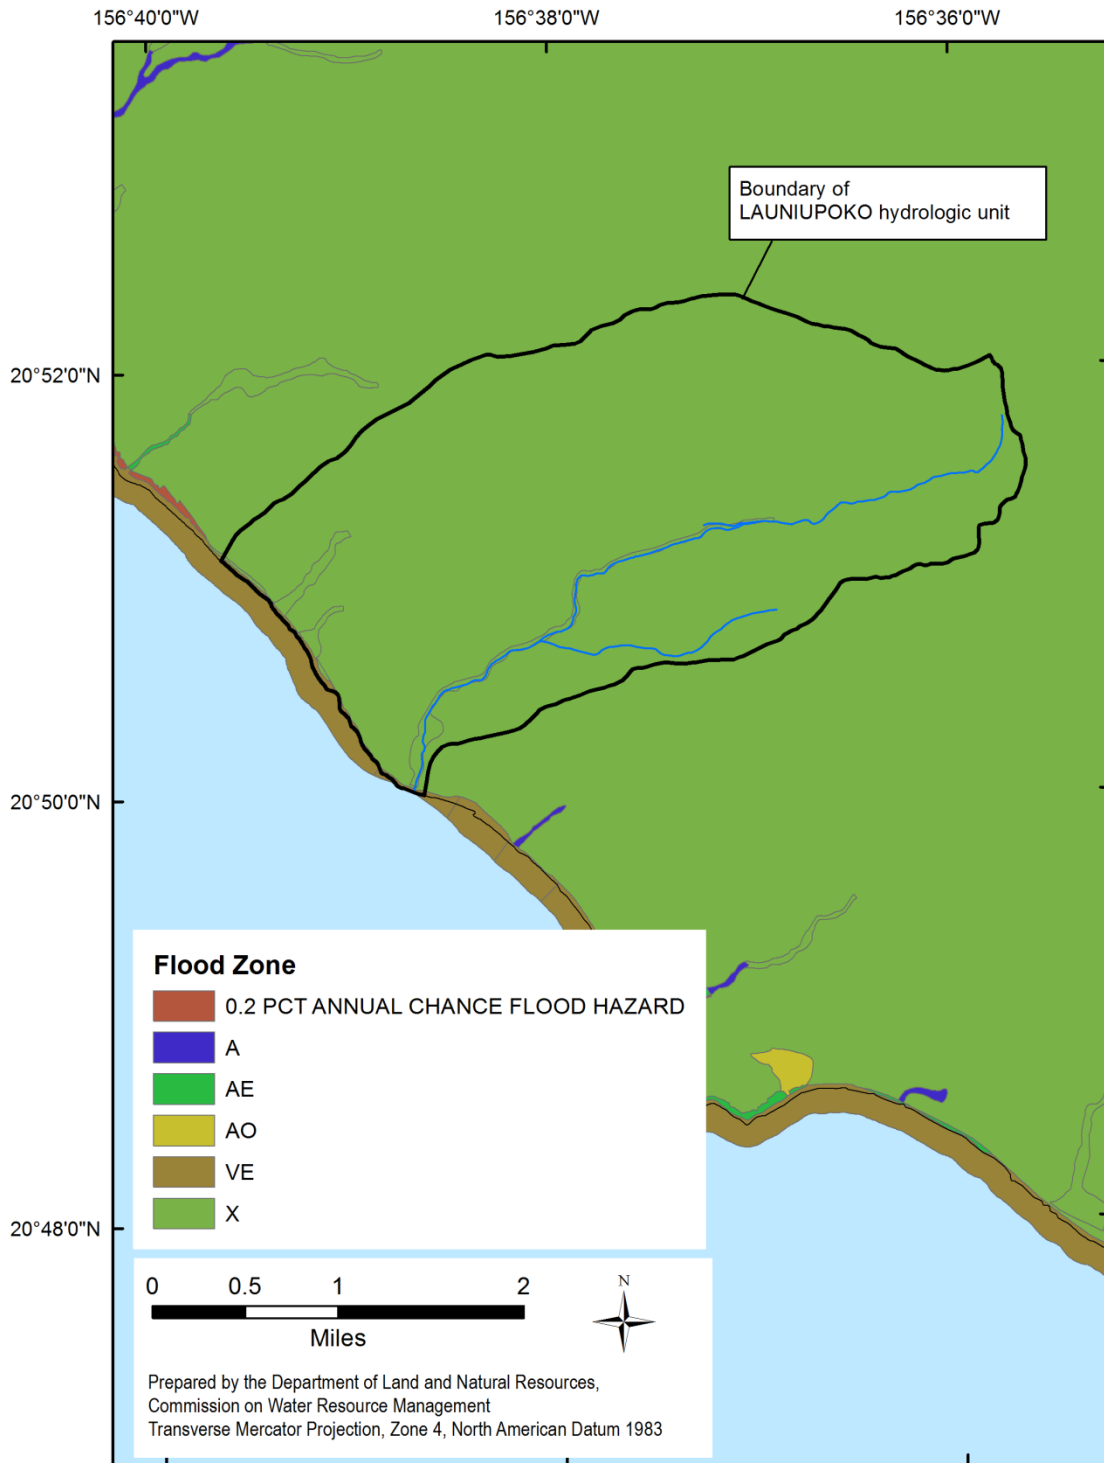 156°40'0"W 156°38'0"W 156°36'0"W
Boundary of
LAUNIUPOKO hydrologic unit
20°52'0"N
20°50'0"N
Flood Zone
0.2 PCT ANNUAL CHANCE FLOOD HAZARD
A
AE
AO
VE
X
20°48'0"N
0 0.5 1 2
Miles
N
Prepared by the Department of Land and Natural Resources,
Commission on Water Resource Management
Transverse Mercator Projection, Zone 4, North American Datum 1983